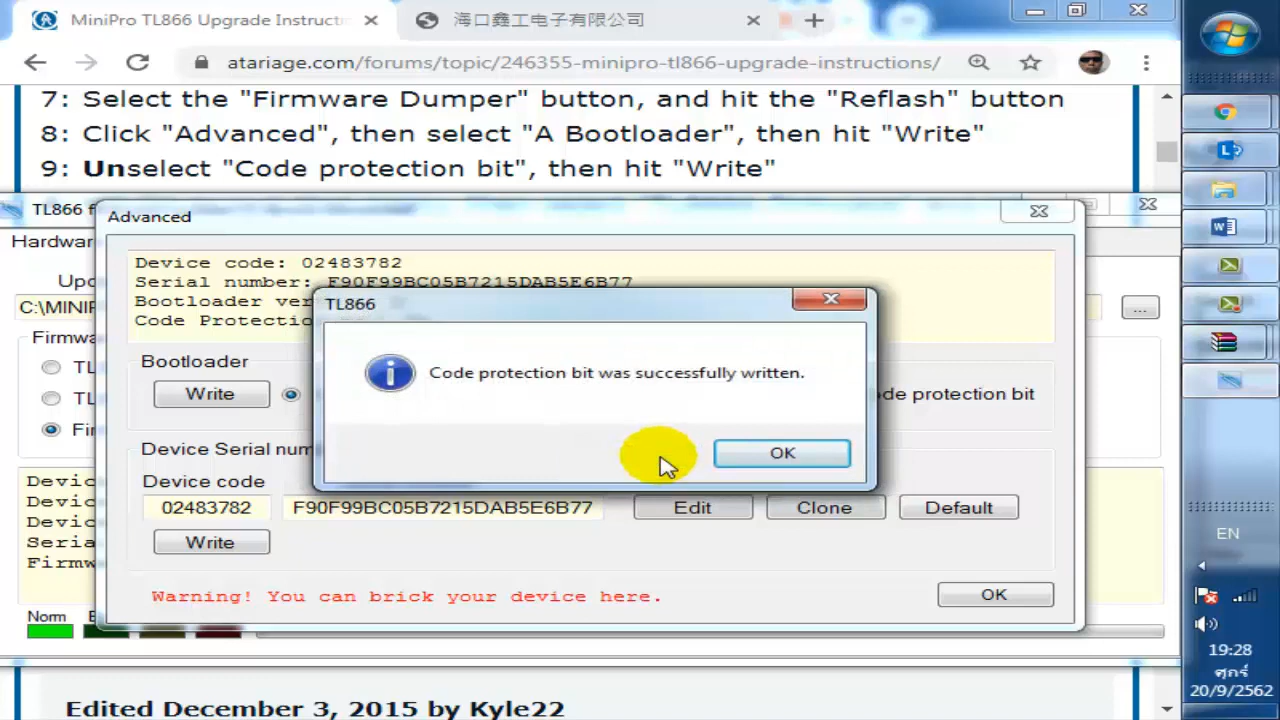 MiniPro TL866 Upgrade Instructi
海口鑫工电子有限公司
atariage.com/forums/topic/246355-minipro-tl866-upgrade-instructions/
7: Select the "Firmware Dumper" button, and hit the "Reflash" button
8: Click "Advanced", then select "A Bootloader", then hit "Write"
9: Unselect "Code protection bit", then hit "Write"
TL866 f
Advanced
Hardwar
Device code: 02483782
Upd
Serial number: F90F99BC05B7215DAB5E6B77
C:\MINIP
Bootloader ver
TL866
...
Code Protectio
Firmwa
Bootloader
TL
Code protection bit was successfully written.
Write
de protection bit
TL
Fir
Device Serial num
OK
Devic
Device code
Devic
02483782
F90F99BC05B7215DAB5E6B77
Edit
Clone
Default
Devic
Seria
Write
Firmw
Warning! You can brick your device here.
OK
Norm
Edited December 3, 2015 by Kyle22
EN
19:28
ศุกร์
20/9/2562